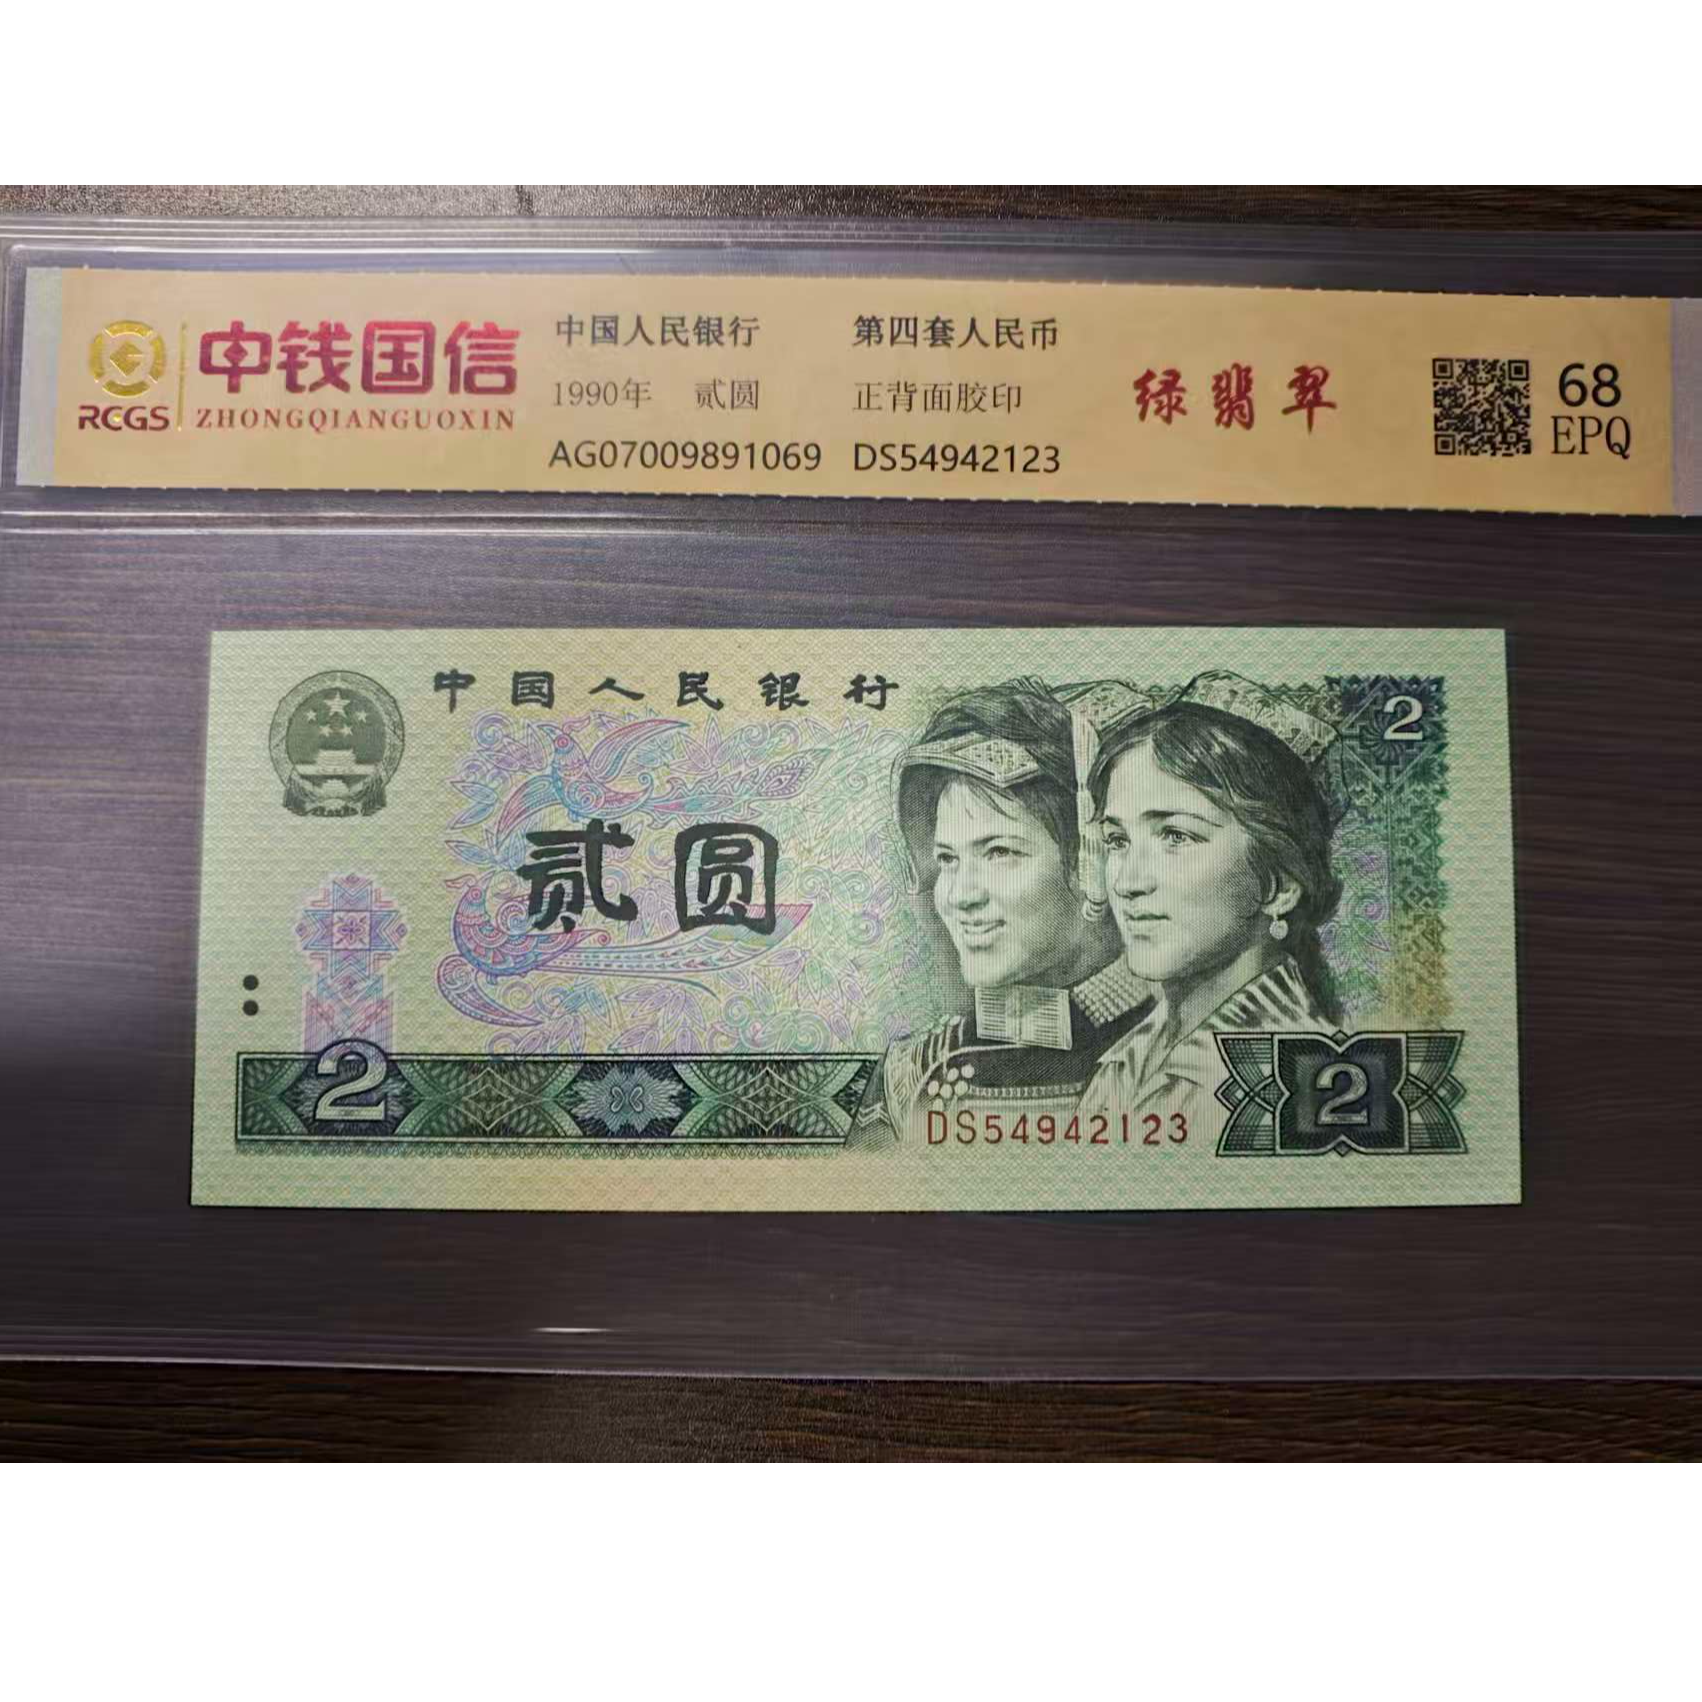 中钱国信
RCGS ZHONGQIANGUOXIN
中国人民银行 第四套人民币
1990年 贰圆 正背面胶印
AG07009891069 DS54942123
绿翡翠
68
EPQ
中国人民银行
2
贰圆
2
DS54942123
2